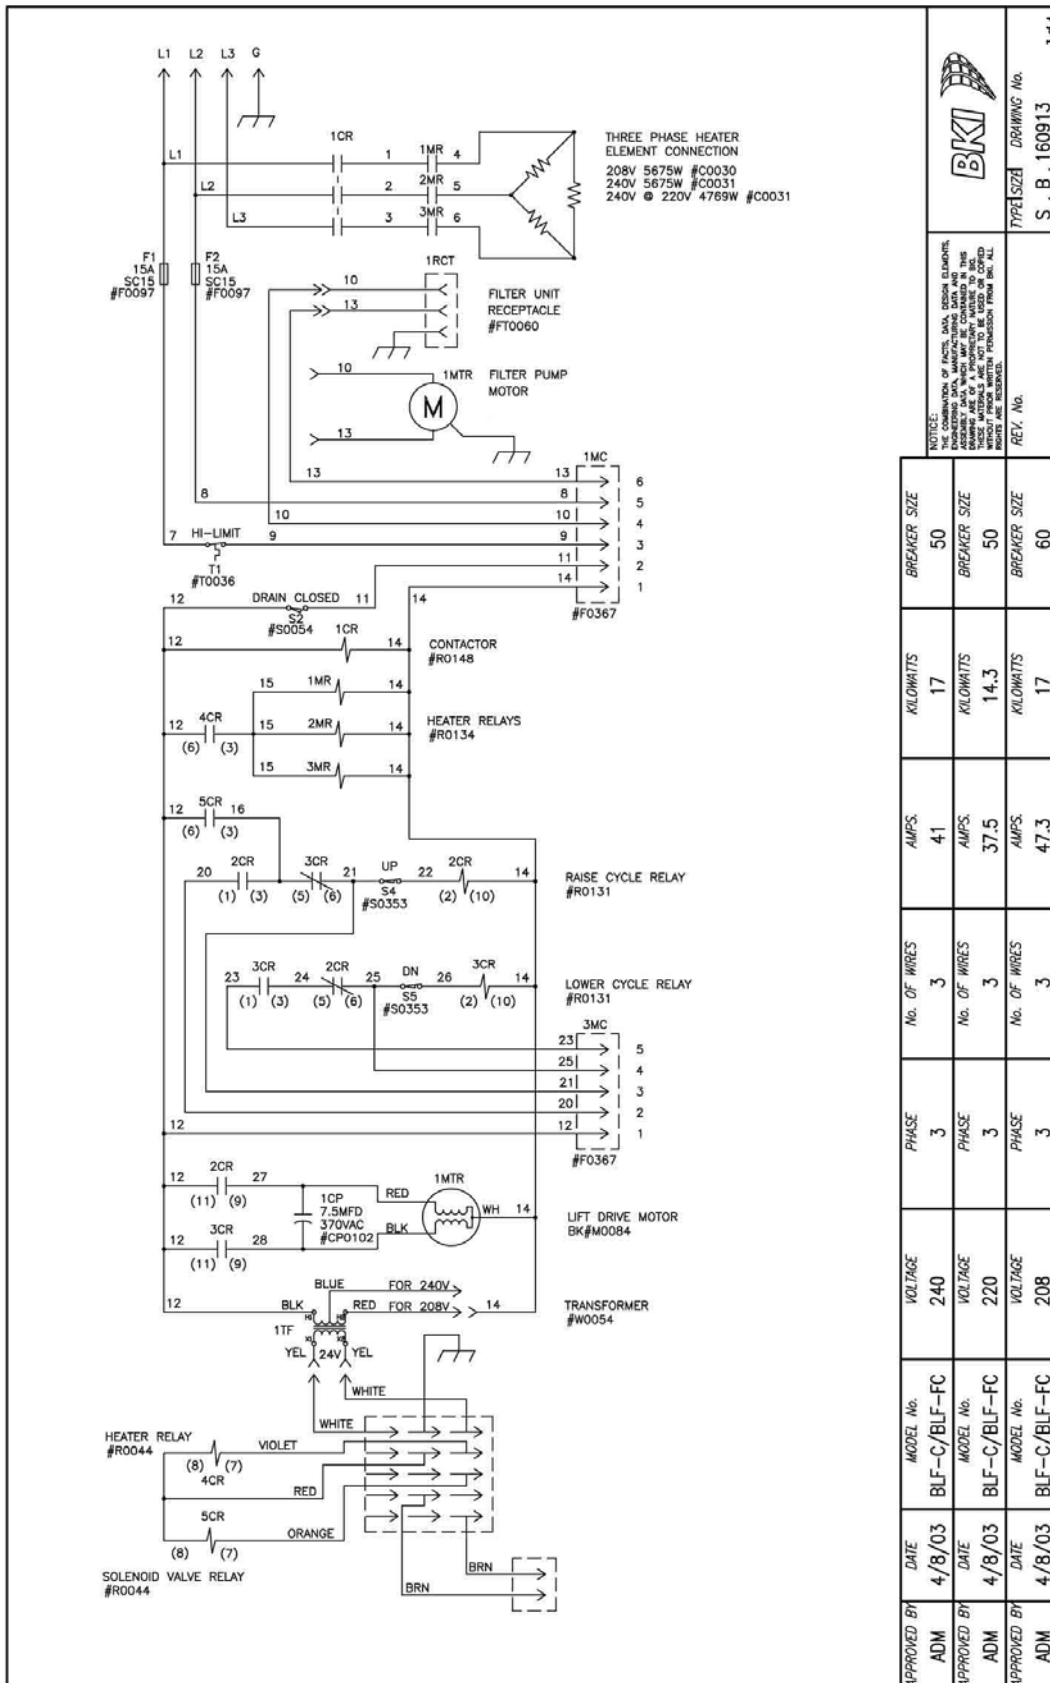 L1 L2 L3 G
1CR
L1 1 1MR 4
L2 2 2MR 5
L3 3 3MR 6
THREE PHASE HEATER
ELEMENT CONNECTION
208V 5675W #C0030
240V 5675W #C0031
240V @ 220V 4769W #C0031
F1
15A
SC15
#F0097
F2
15A
SC15
#F0097
1RCT
10
13
FILTER UNIT
RECEPTACLE
#FT0060
10
1MTR FILTER PUMP
MOTOR
M
13
1MC
13 13 6
8 8 5
10 10 4
7 HI-LIMIT 9 9 3
T1
#T0036
11 2
14 1
#F0367
12 DRAIN CLOSED 11 14
S2
#S0054
12 1CR 14
CONTACTOR
#R0148
15 1MR 14
12 4CR 15 2MR 14
(6) (3)
HEATER RELAYS
#R0134
15 3MR 14
12 5CR 16
(6) (3)
20 2CR 3CR 21 UP 22 2CR 14
(1) (3) (5) (6) S4 (2) (10)
#S0353
RAISE CYCLE RELAY
#R0131
23 3CR 24 2CR 25 DN 26 3CR 14
(1) (3) (5) (6) S5 (2) (10)
#S0353
LOWER CYCLE RELAY
#R0131
3MC
23 5
25 4
21 3
20 2
12 12 1
#F0367
12 2CR 27
(11) (9)
1CP
7.5MFD
370VAC
#CP0102
12 3CR 28
(11) (9)
1MTR
RED
BLK
WH 14
LIFT DRIVE MOTOR
BK#M0084
BLUE FOR 240V
12 BLK RED FOR 208V 14
TRANSFORMER
#W0054
1TF
YEL 24V YEL
WHITE
WHITE
HEATER RELAY
#R0044
VIOLET
(8) (7)
4CR
RED
5CR
ORANGE
(8) (7)
SOLENOID VALVE RELAY
#R0044
BRN
BRN
BKI
TYPE SIZE DRAWING No.
S . B . 160913
NOTICE:
THE COMBINATION OF FACTS, DATA, DESIGN ELEMENTS,
ENGINEERING DATA, MANUFACTURING DATA AND
ASSEMBLY DATA WHICH MAY BE CONTAINED IN THIS
DRAWING ARE OF A PROPRIETARY NATURE TO BKI.
THESE MATERIALS ARE NOT TO BE USED OR COPIED
WITHOUT PRIOR WRITTEN PERMISSION FROM BKI. ALL
RIGHTS ARE RESERVED.
REV. No.
APPROVED BY DATE MODEL No. VOLTAGE PHASE No. OF WIRES AMPS. KILOWATTS BREAKER SIZE
ADM 4/8/03 BLF-C/BLF-FC 240 3 3 41 17 50
APPROVED BY DATE MODEL No. VOLTAGE PHASE No. OF WIRES AMPS. KILOWATTS BREAKER SIZE
ADM 4/8/03 BLF-C/BLF-FC 220 3 3 37.5 14.3 50
APPROVED BY DATE MODEL No. VOLTAGE PHASE No. OF WIRES AMPS. KILOWATTS BREAKER SIZE
ADM 4/8/03 BLF-C/BLF-FC 208 3 3 47.3 17 60